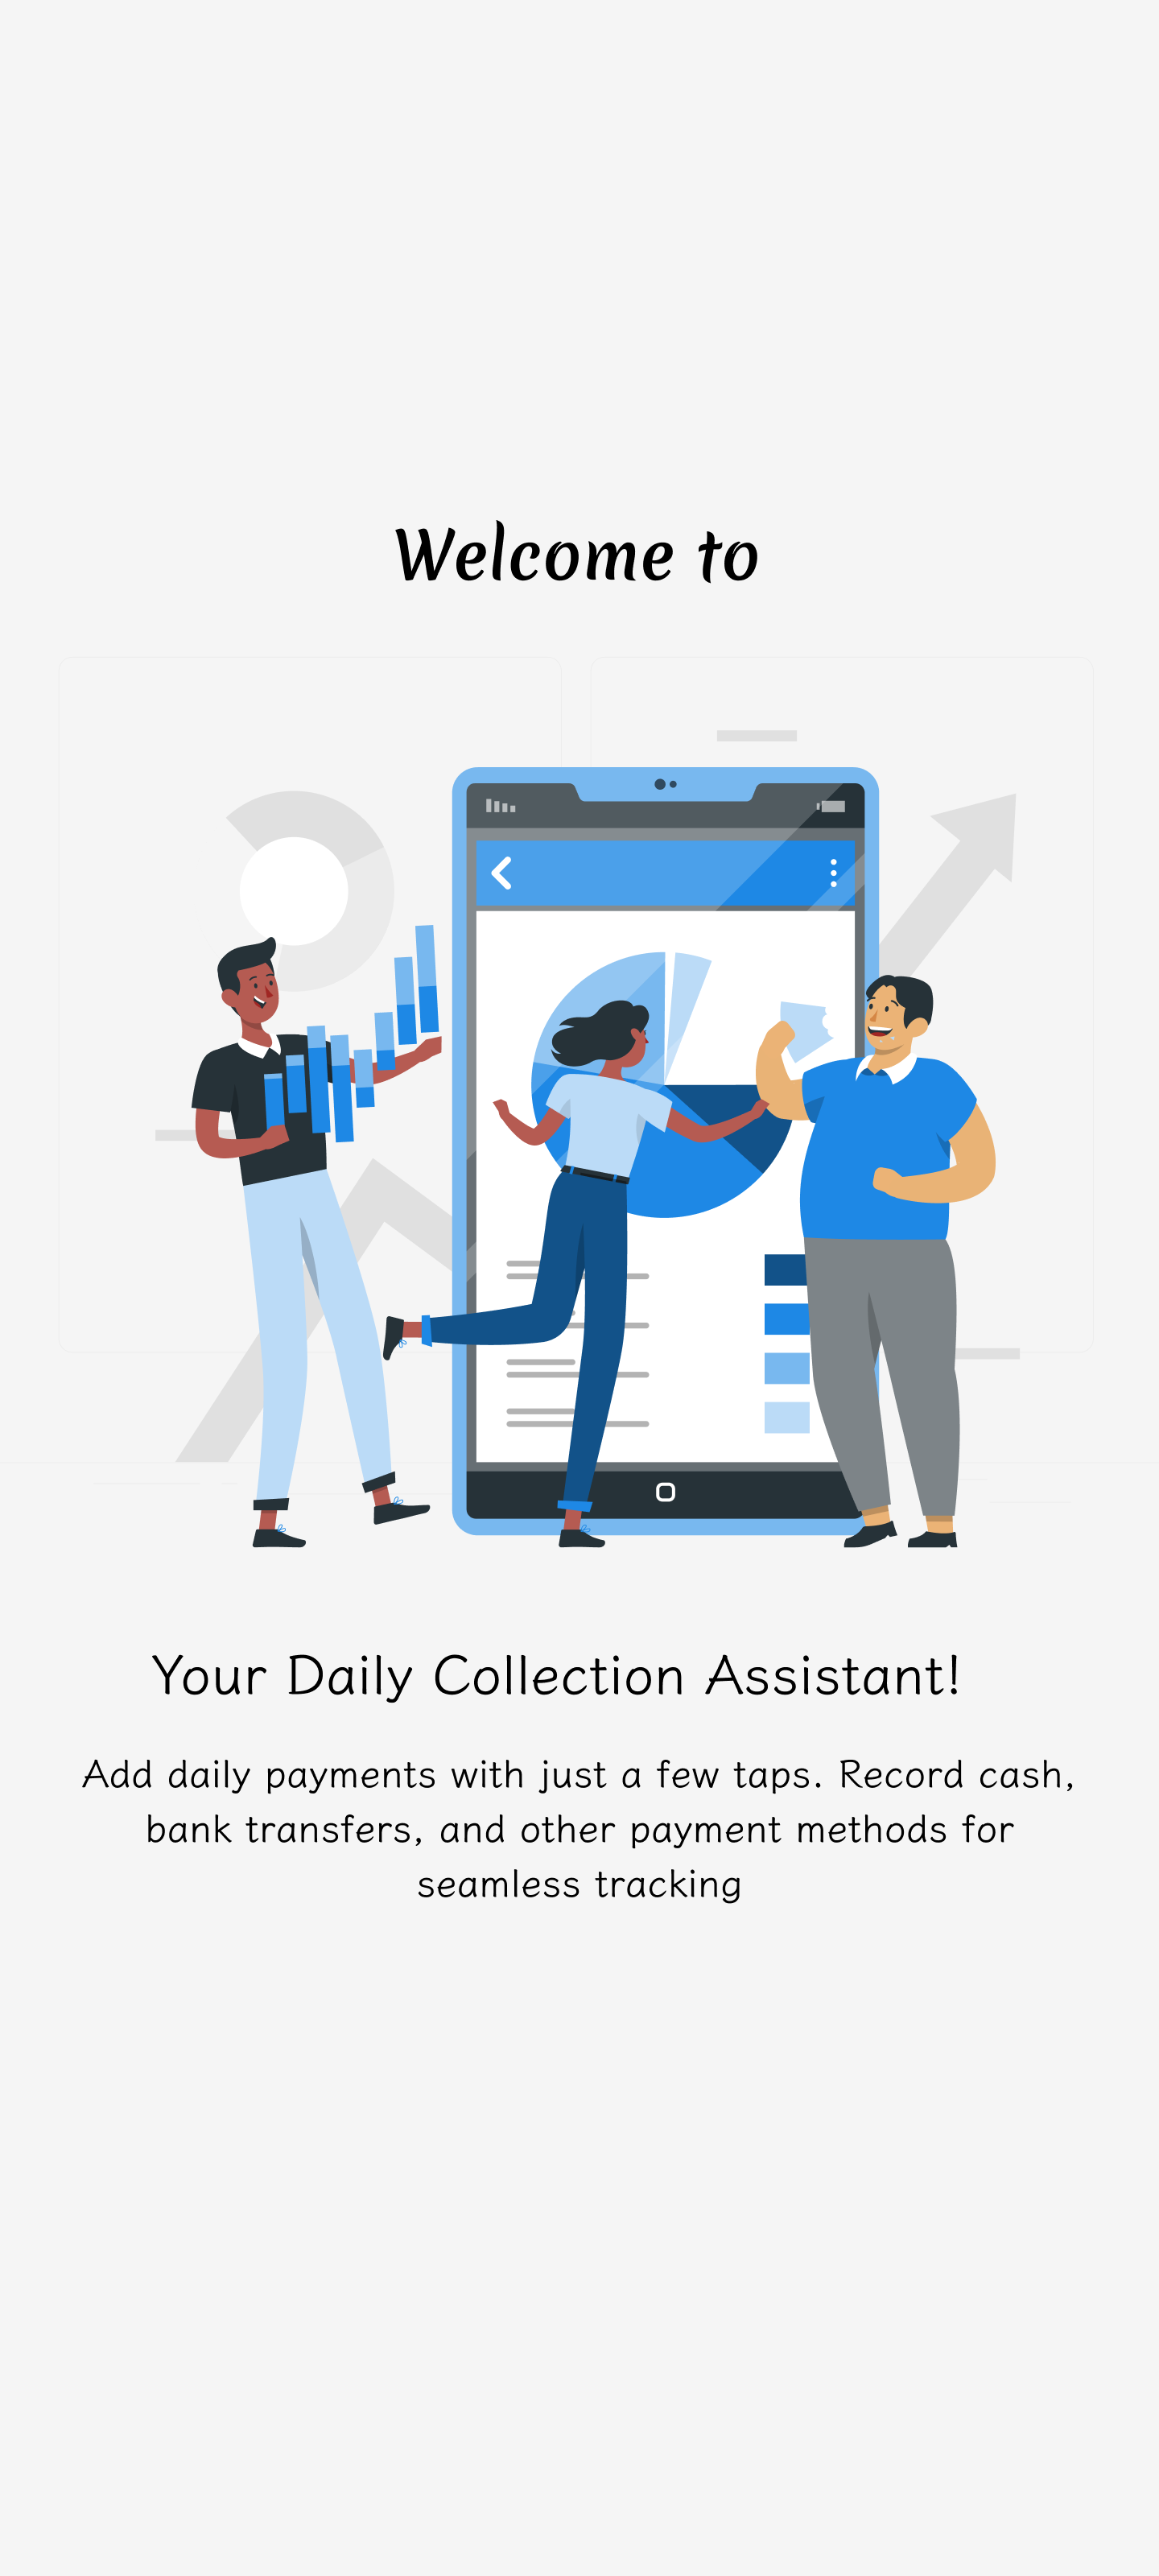 Welcome to
Your Daily Collection Assistant!
Add daily payments with just a few taps. Record cash,
bank transfers, and other payment methods for
seamless tracking